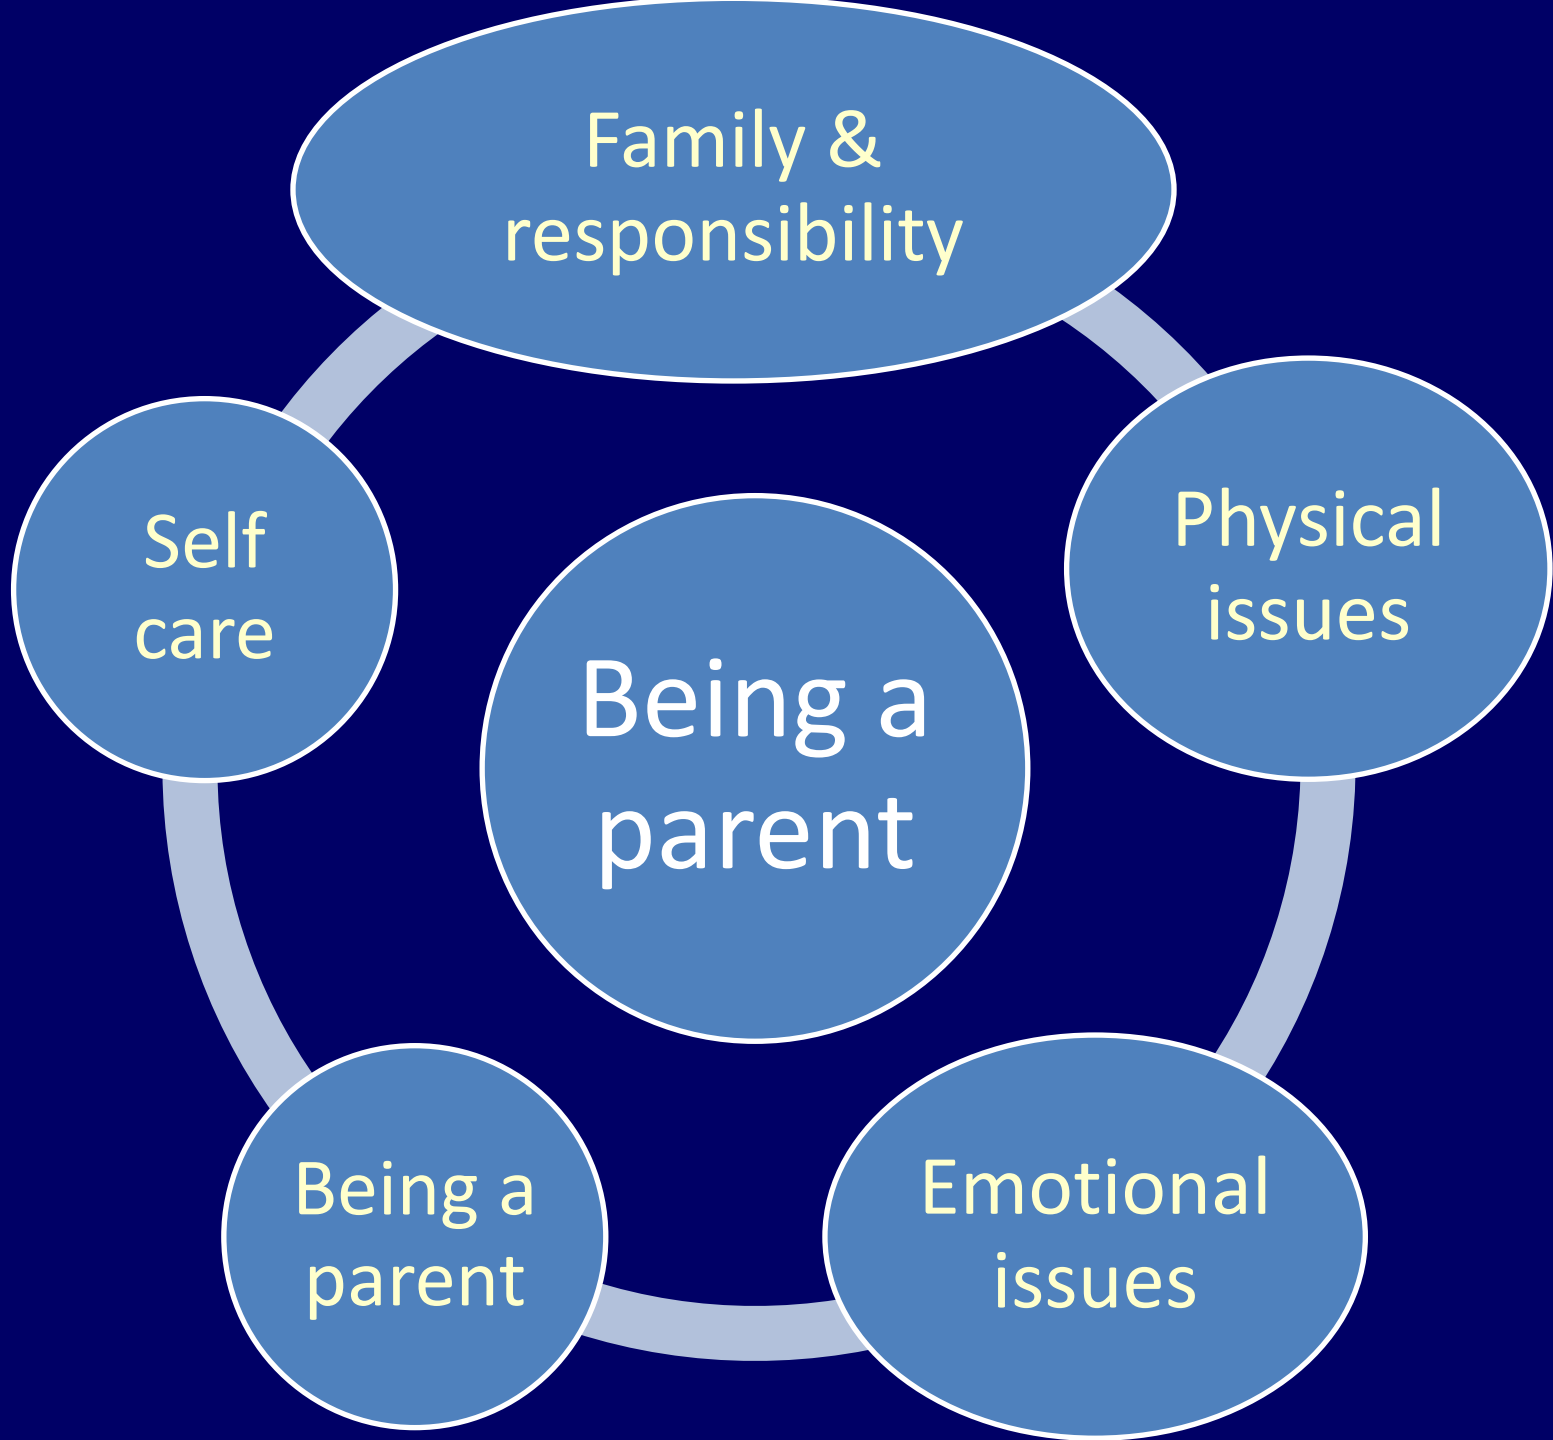 Family &
responsibility
Physical
issues
Emotional
issues
Being a
parent
Self
care
Being a
parent